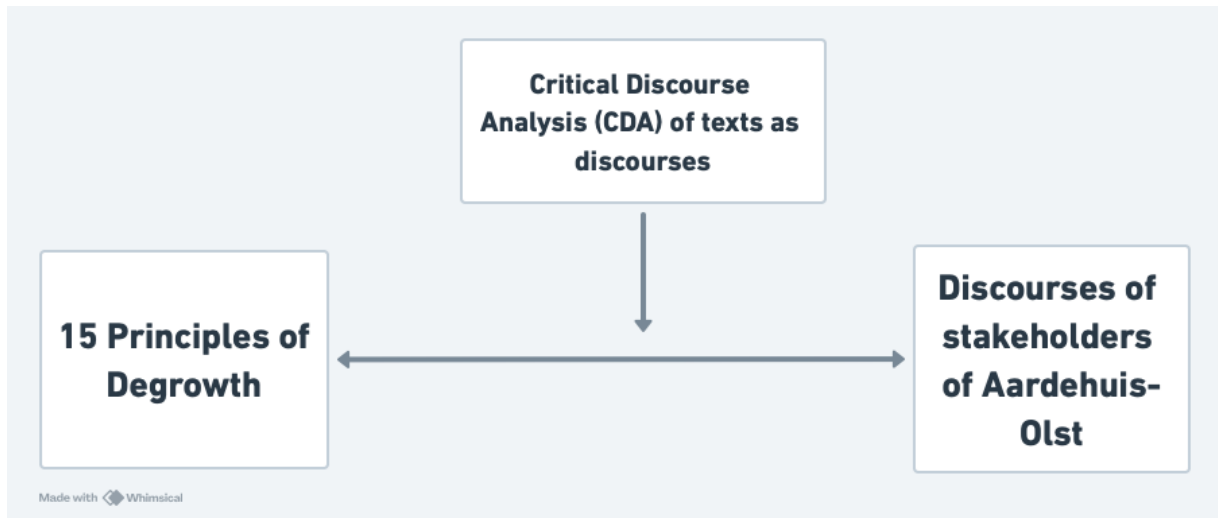 Critical Discourse
Analysis (CDA) of texts as
discourses
15 Principles of
Degrowth
Discourses of
stakeholders
of Aardehuis-
Olst
Made with Whimsical